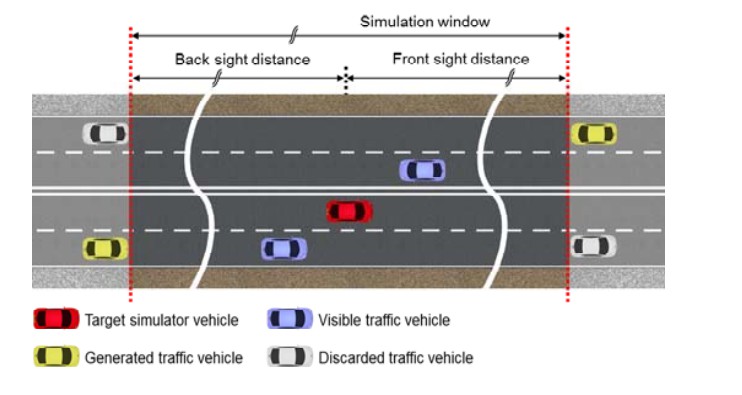 Simulation window
Back sight distance
Front sight distance
Target simulator vehicle
Visible traffic vehicle
Generated traffic vehicle
Discarded traffic vehicle